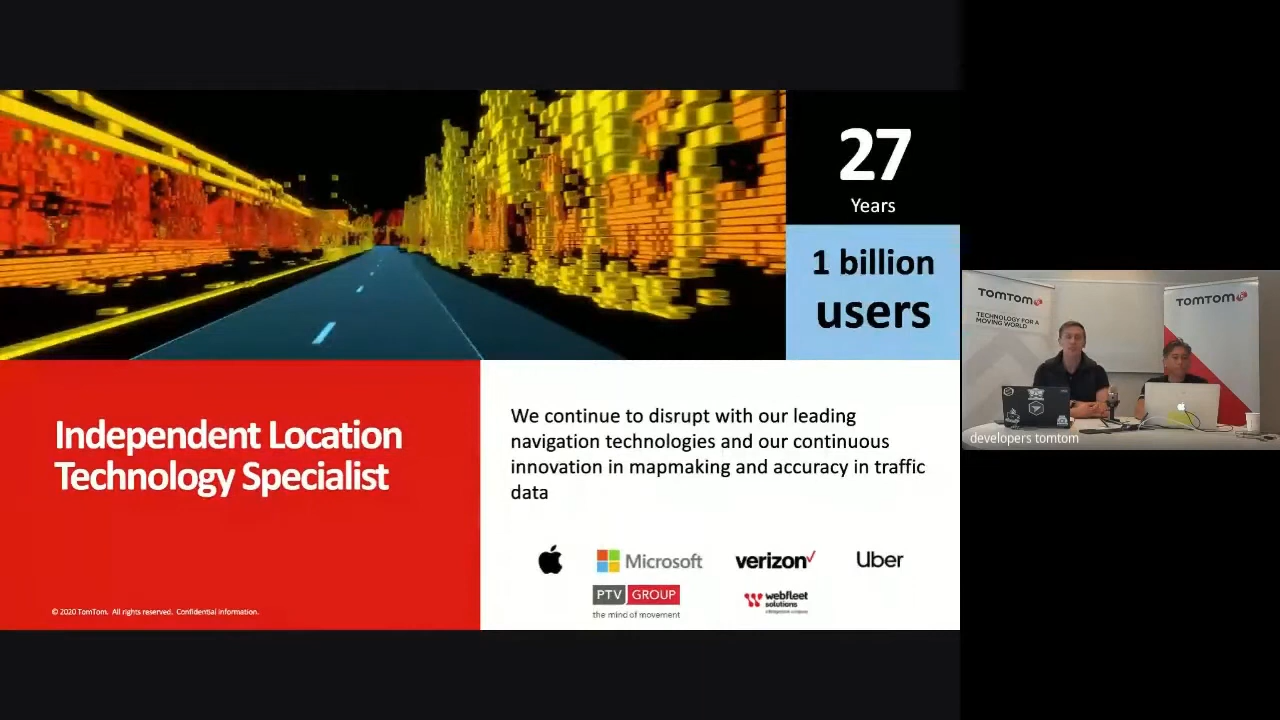 27
Years
1 billion
users
Independent Location
Technology Specialist
We continue to disrupt with our leading
navigation technologies and our continuous
innovation in mapmaking and accuracy in traffic
data
Microsoft
verizon
Uber
PTV GROUP
the mind of movement
webfleet
solutions
© 2020 TomTom. All rights reserved. Confidential information.
TOMTOM
TECHNOLOGY FOR A
MOVING WORLD
TOMTOM
developers tomtom